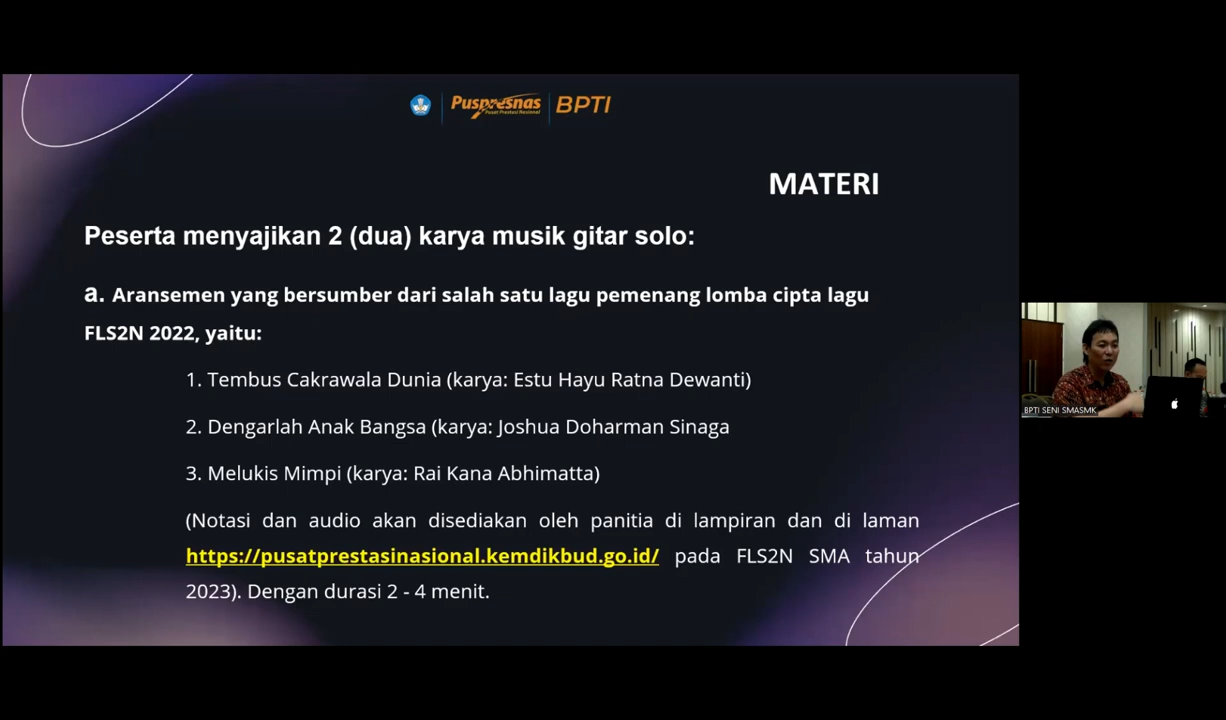 Puspresnas
Pusat Prestasi Nasional
BPTI
MATERI
Peserta menyajikan 2 (dua) karya musik gitar solo:
a. Aransemen yang bersumber dari salah satu lagu pemenang lomba cipta lagu
FLS2N 2022, yaitu:
1. Tembus Cakrawala Dunia (karya: Estu Hayu Ratna Dewanti)
2. Dengarlah Anak Bangsa (karya: Joshua Doharman Sinaga
3. Melukis Mimpi (karya: Rai Kana Abhimatta)
(Notasi dan audio akan disediakan oleh panitia di lampiran dan di laman
https://pusatprestasinasional.kemdikbud.go.id/ pada FLS2N SMA tahun
2023). Dengan durasi 2 - 4 menit.
BPTI SENI SMASMK